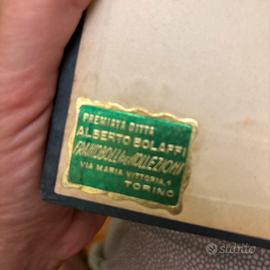 PREMIATA DITTA
ALBERTO BOLAFFI
FRANCOBOLLI PER COLLEZIONI
VIA MARIA VITTORIA, 1
TORINO
subito